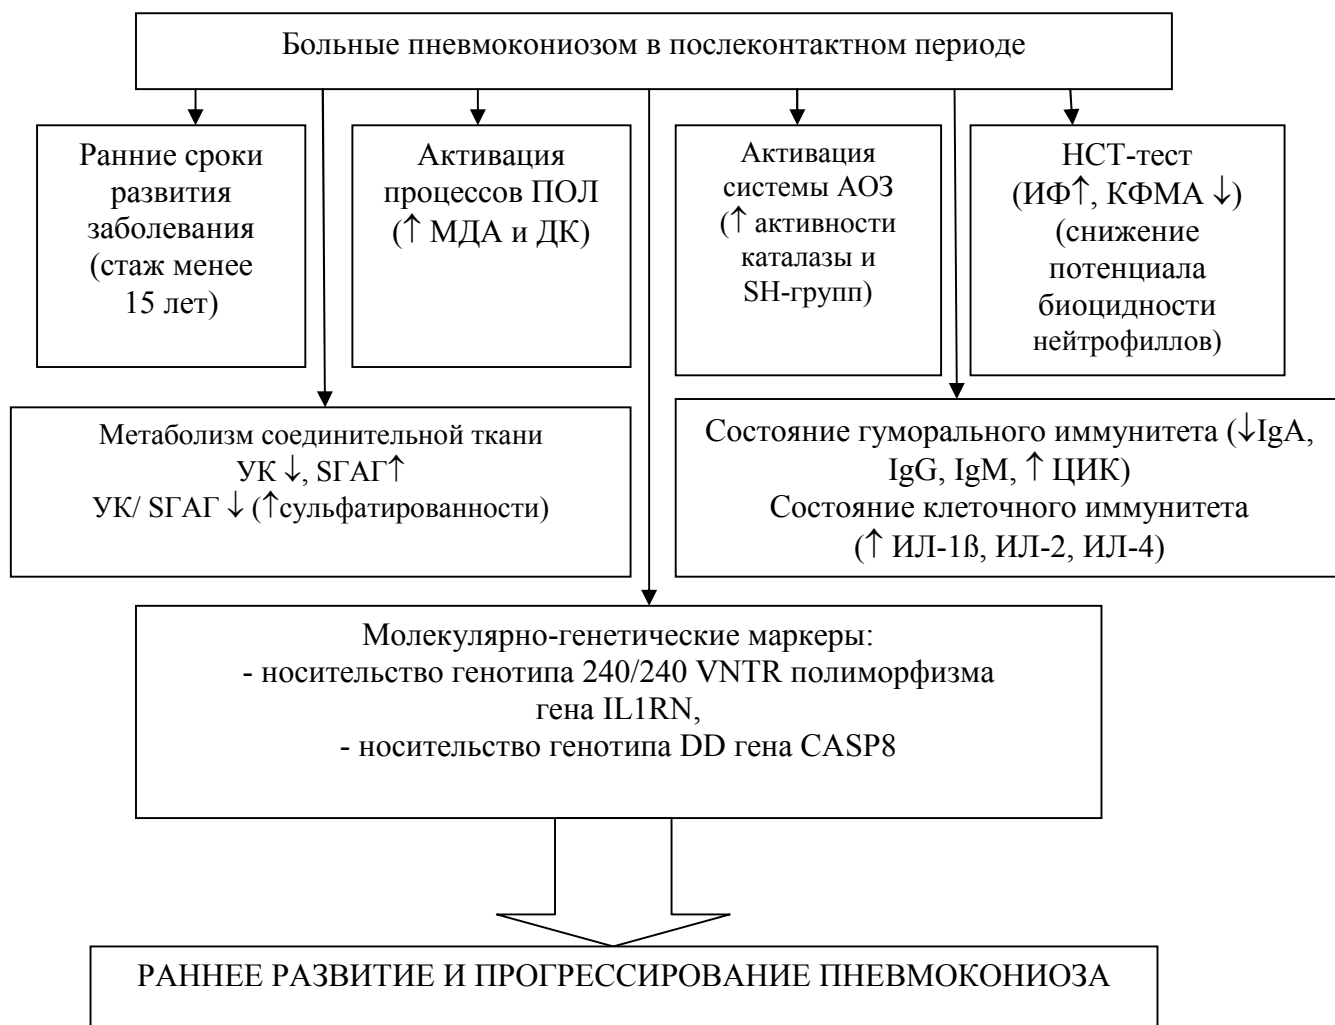 Больные пневмокониозом в послеконтактном периоде
Ранние сроки
развития
заболевания
(стаж менее
15 лет)
Активация
процессов ПОЛ
(↑ МДА и ДК)
Активация
системы АОЗ
(↑ активности
каталазы и
SH-групп)
НСТ-тест
(ИФ↑, КФМА ↓)
(снижение
потенциала
биоцидности
нейтрофиллов)
Метаболизм соединительной ткани
УК ↓, SГАГ↑
УК/ SГАГ ↓ (↑сульфатированности)
Состояние гуморального иммунитета (↓IgA,
IgG, IgM, ↑ ЦИК)
Состояние клеточного иммунитета
(↑ ИЛ-1ß, ИЛ-2, ИЛ-4)
Молекулярно-генетические маркеры:
- носительство генотипа 240/240 VNTR полиморфизма
гена IL1RN,
- носительство генотипа DD гена CASP8
РАННЕЕ РАЗВИТИЕ И ПРОГРЕССИРОВАНИЕ ПНЕВМОКОНИОЗА